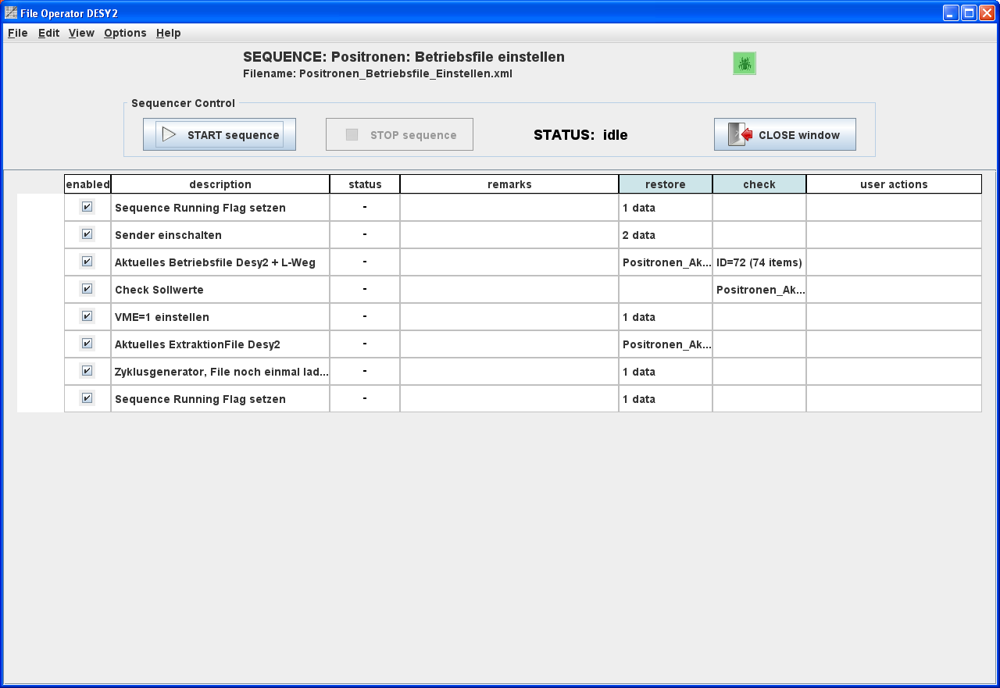 File Operator DESY2
File Edit View Options Help
SEQUENCE: Positronen: Betriebsfile einstellen
Filename: Positronen_Betriebsfile_Einstellen.xml
Sequencer Control
START sequence STOP sequence STATUS: idle CLOSE window
enabled description status remarks restore check user actions
Sequence Running Flag setzen - 1 data
Sender einschalten - 2 data
Aktuelles Betriebsfile Desy2 + L-Weg - Positronen_Ak... ID=72 (74 items)
Check Sollwerte - Positronen_Ak...
VME=1 einstellen - 1 data
Aktuelles ExtraktionFile Desy2 - Positronen_Ak...
Zyklusgenerator, File noch einmal lad... - 1 data
Sequence Running Flag setzen - 1 data